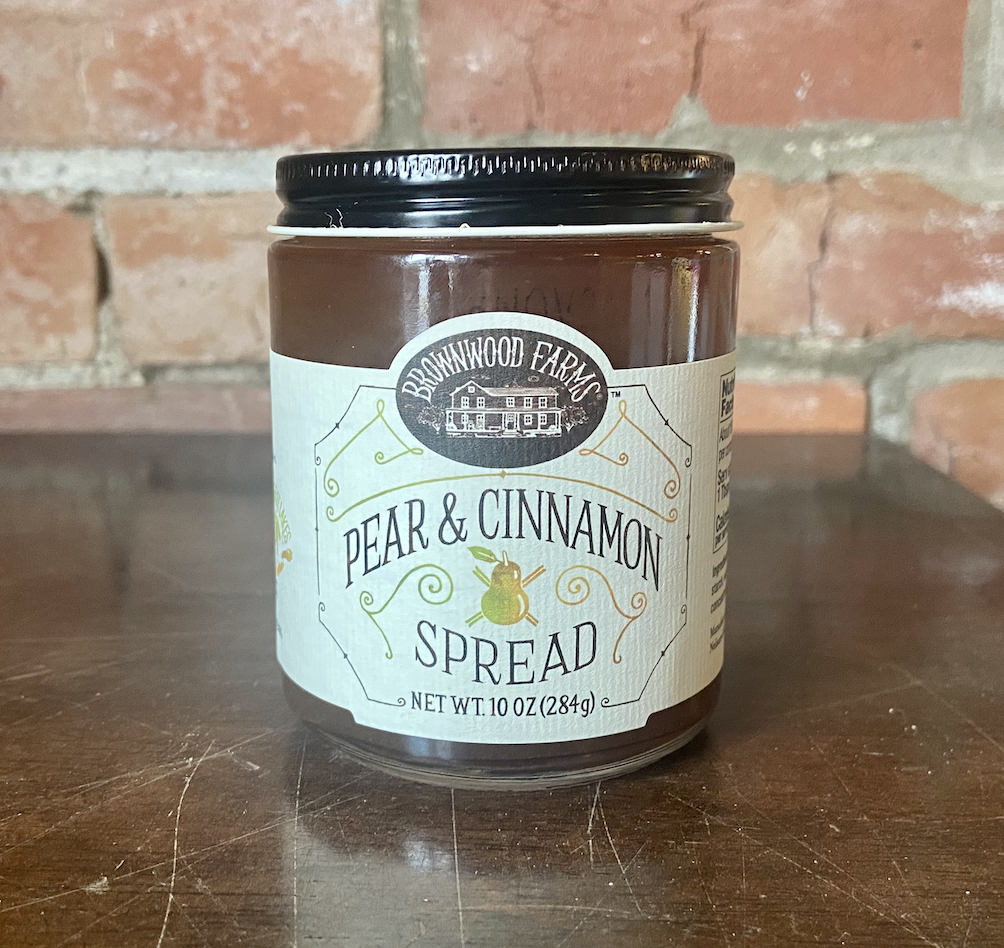 BROWNWOOD FARMS
™
PEAR & CINNAMON
SPREAD
NET WT. 10 OZ (284g)